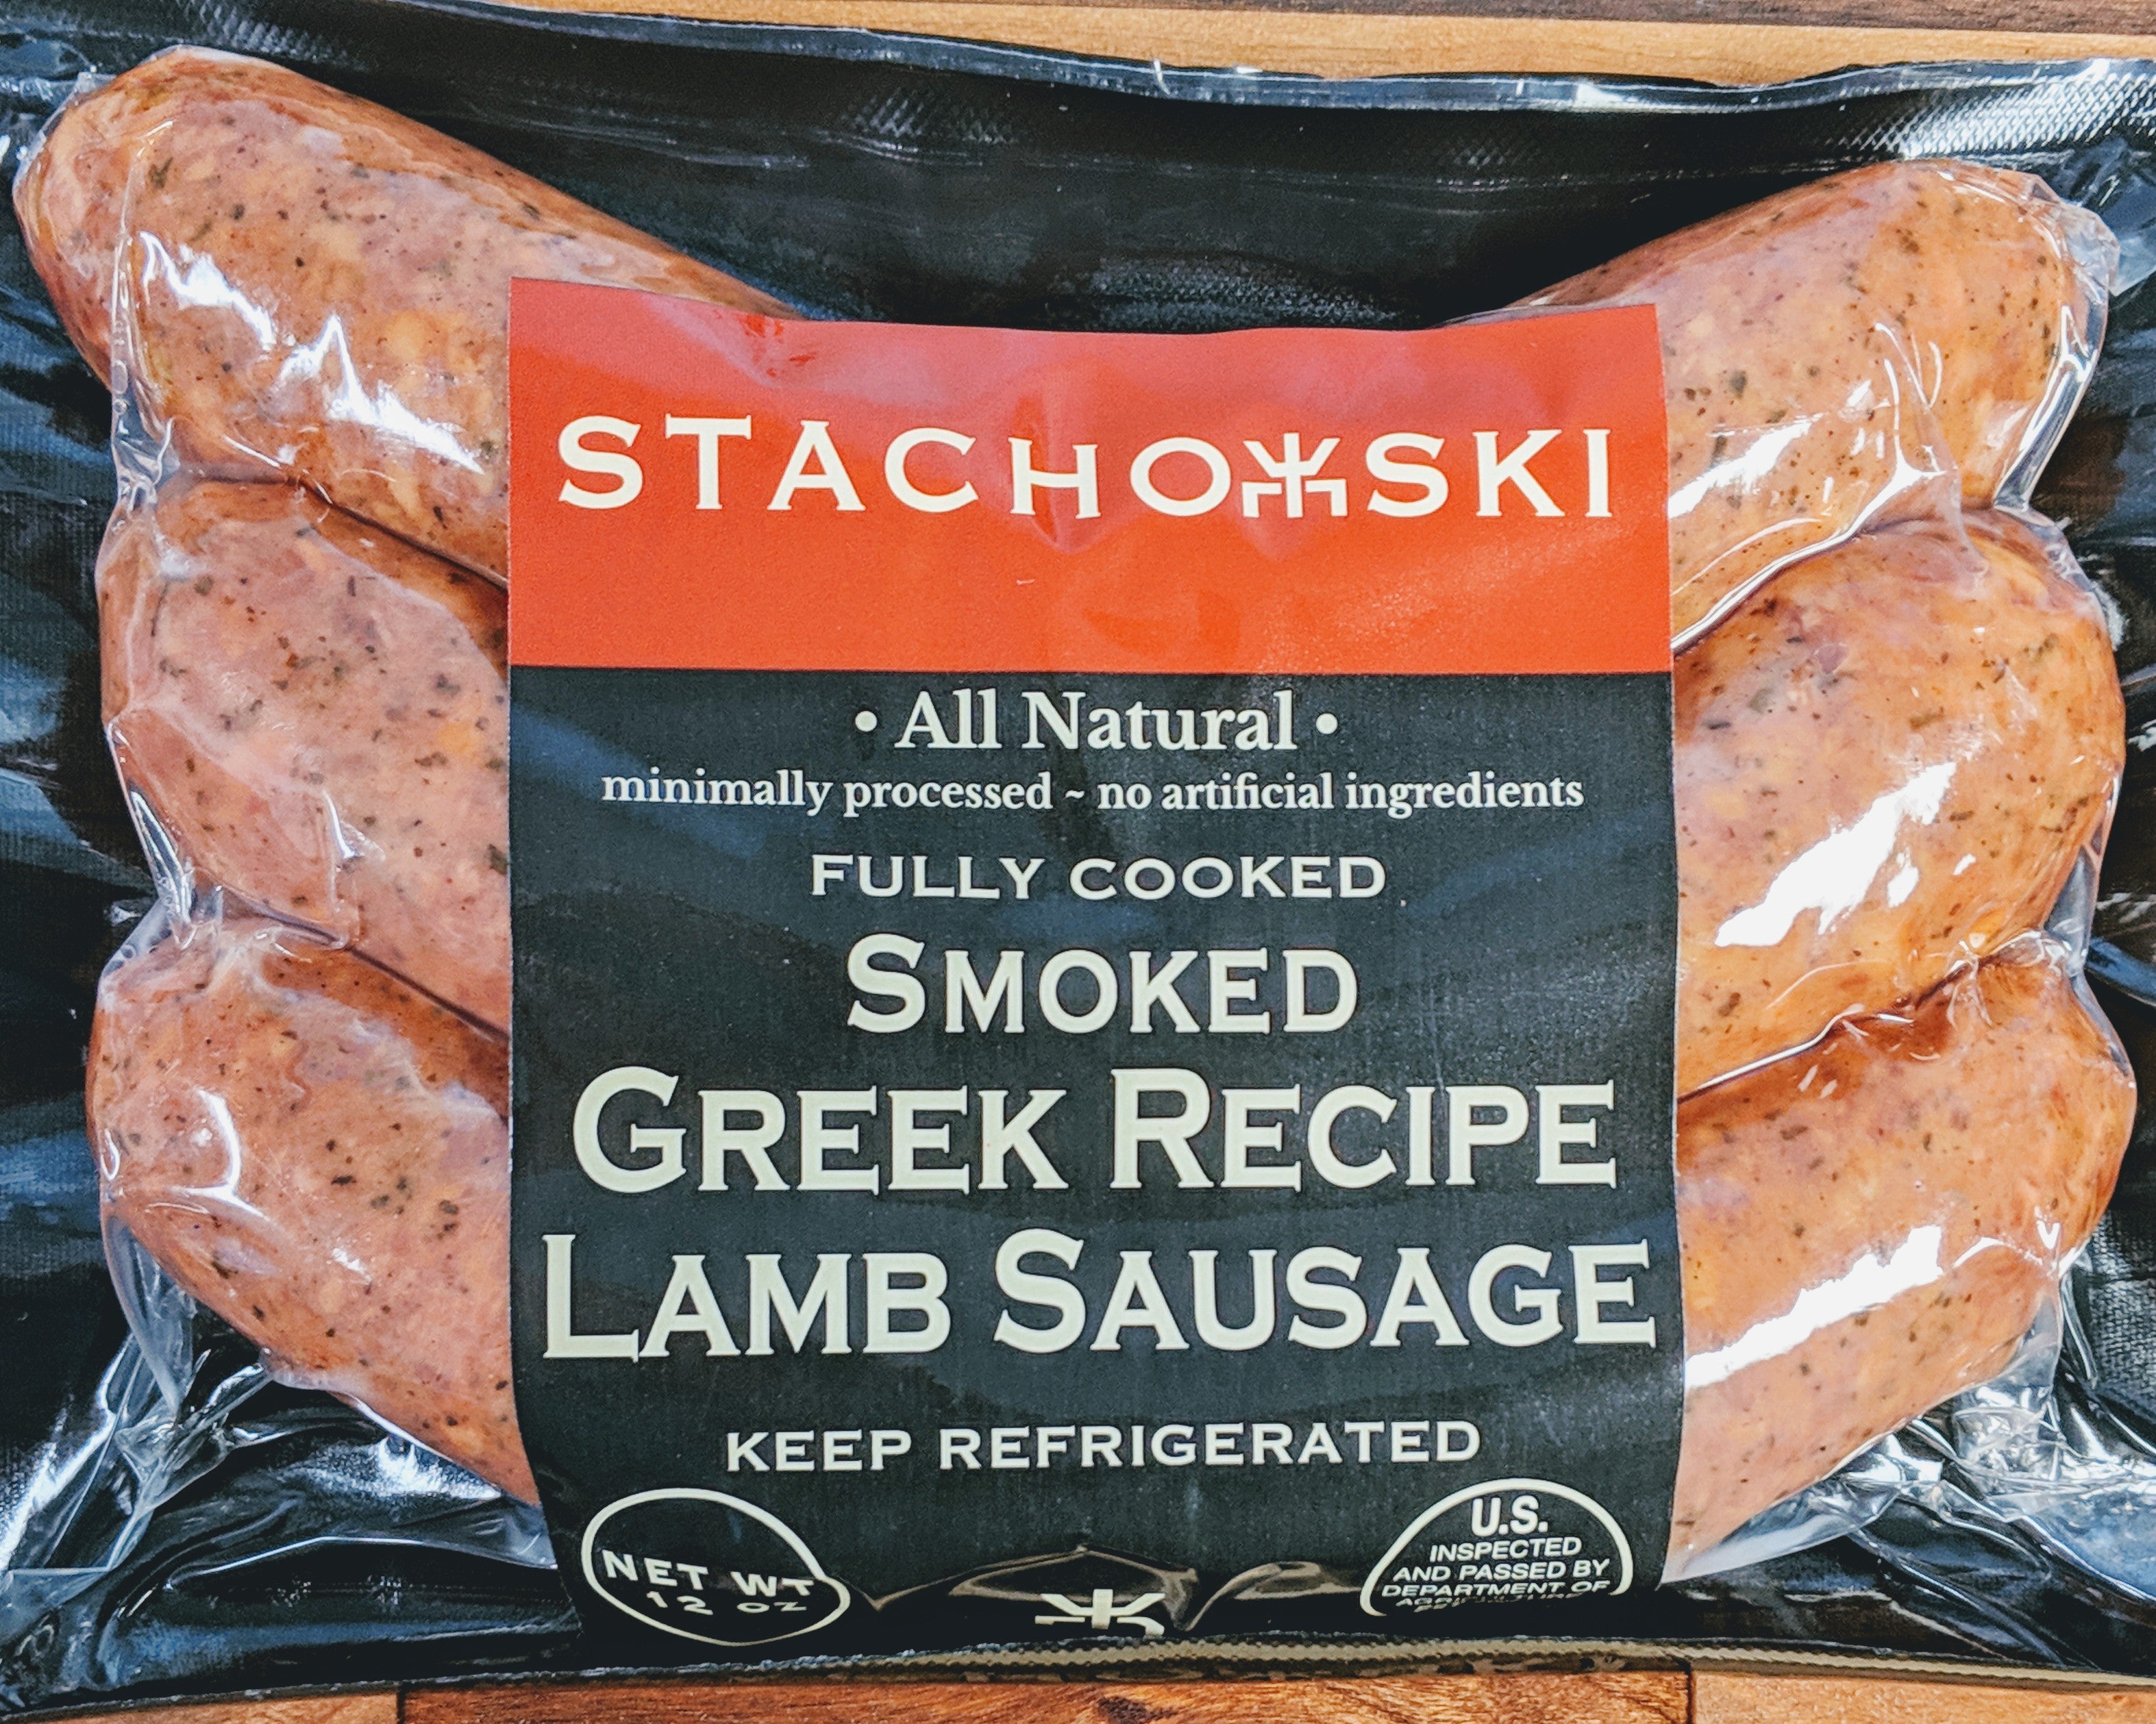 STACHOWSKI
• All Natural •
minimally processed ~ no artificial ingredients
FULLY COOKED
SMOKED
GREEK RECIPE
LAMB SAUSAGE
KEEP REFRIGERATED
NET WT
12 OZ
U.S.
INSPECTED
AND PASSED BY
DEPARTMENT OF
AGRICULTURE